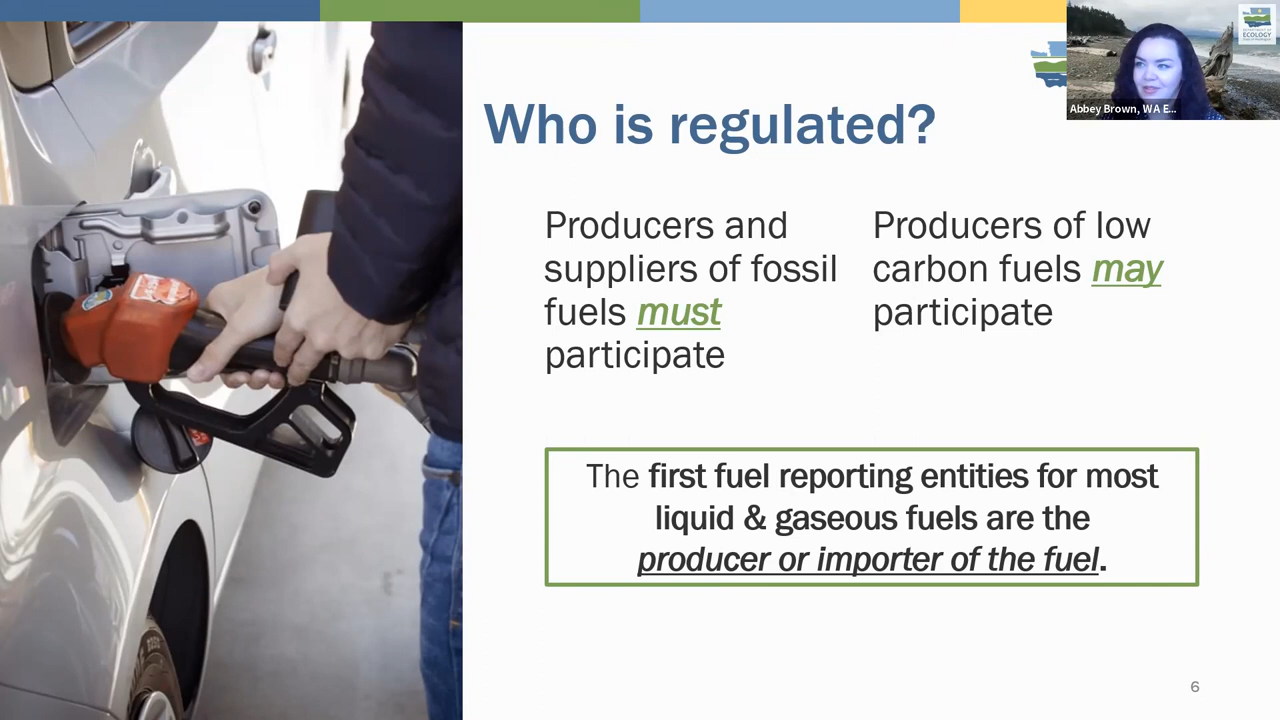 Who is regulated?
Producers and
suppliers of fossil
fuels must
participate
Producers of low
carbon fuels may
participate
The first fuel reporting entities for most
liquid & gaseous fuels are the
producer or importer of the fuel.
6
Abbey Brown, WA E...
ECOLOGY